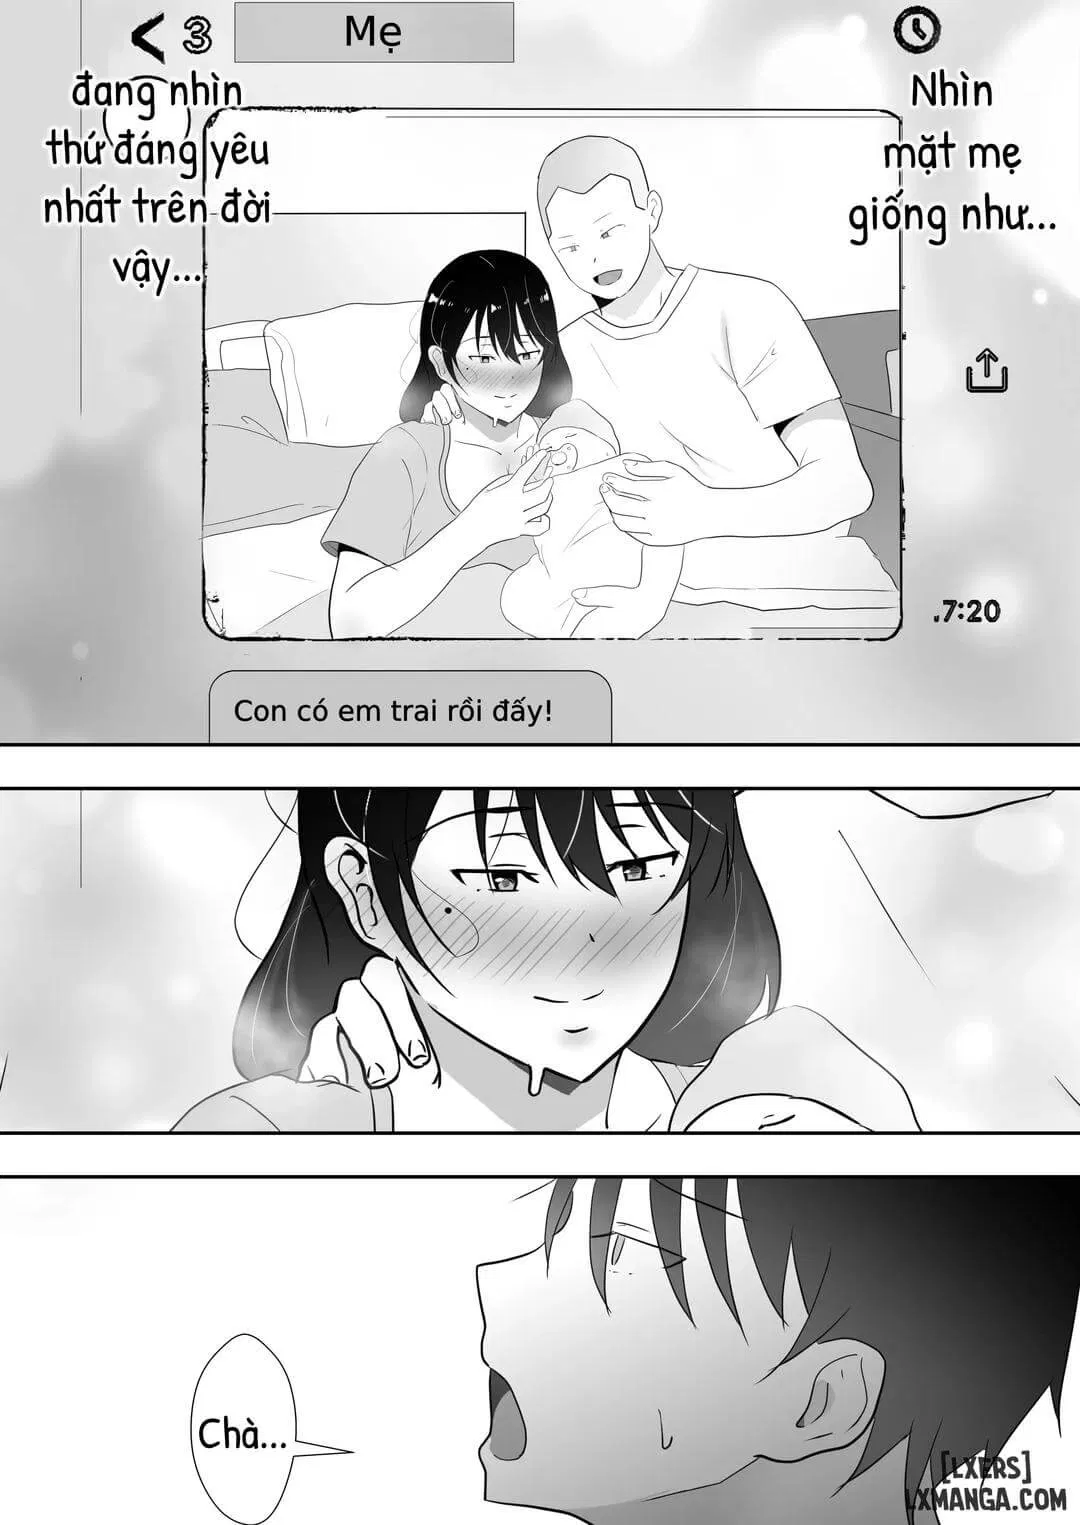 3
Mẹ
Nhìn
mặt mẹ
giống như...
đang nhìn
thứ đáng yêu
nhất trên đời
vậy...
.7:20
Con có em trai rồi đấy!
Chà...
[LXERS]
LXMANGA.COM